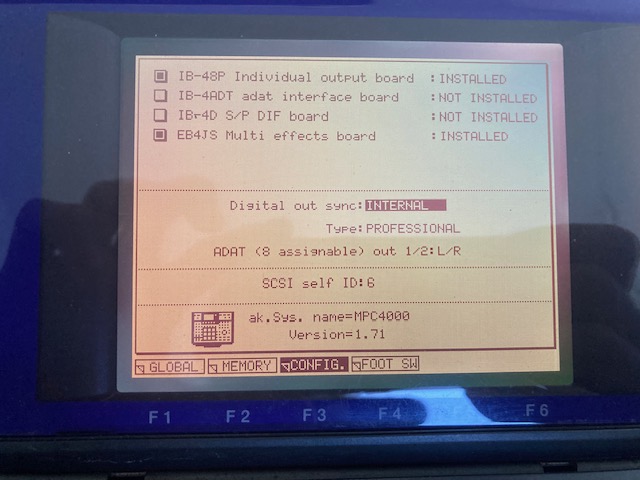 IB-48P Individual output board :INSTALLED
IB-4ADT adat interface board :NOT INSTALLED
IB-4D S/P DIF board :NOT INSTALLED
EB4JS Multi effects board :INSTALLED
Digital out sync:INTERNAL
Type:PROFESSIONAL
ADAT (8 assignable) out 1/2:L/R
SCSI self ID:6
ak.Sys. name=MPC4000
Version=1.71
GLOBAL MEMORY CONFIG. FOOT SW
F1 F2 F3 F4 F6